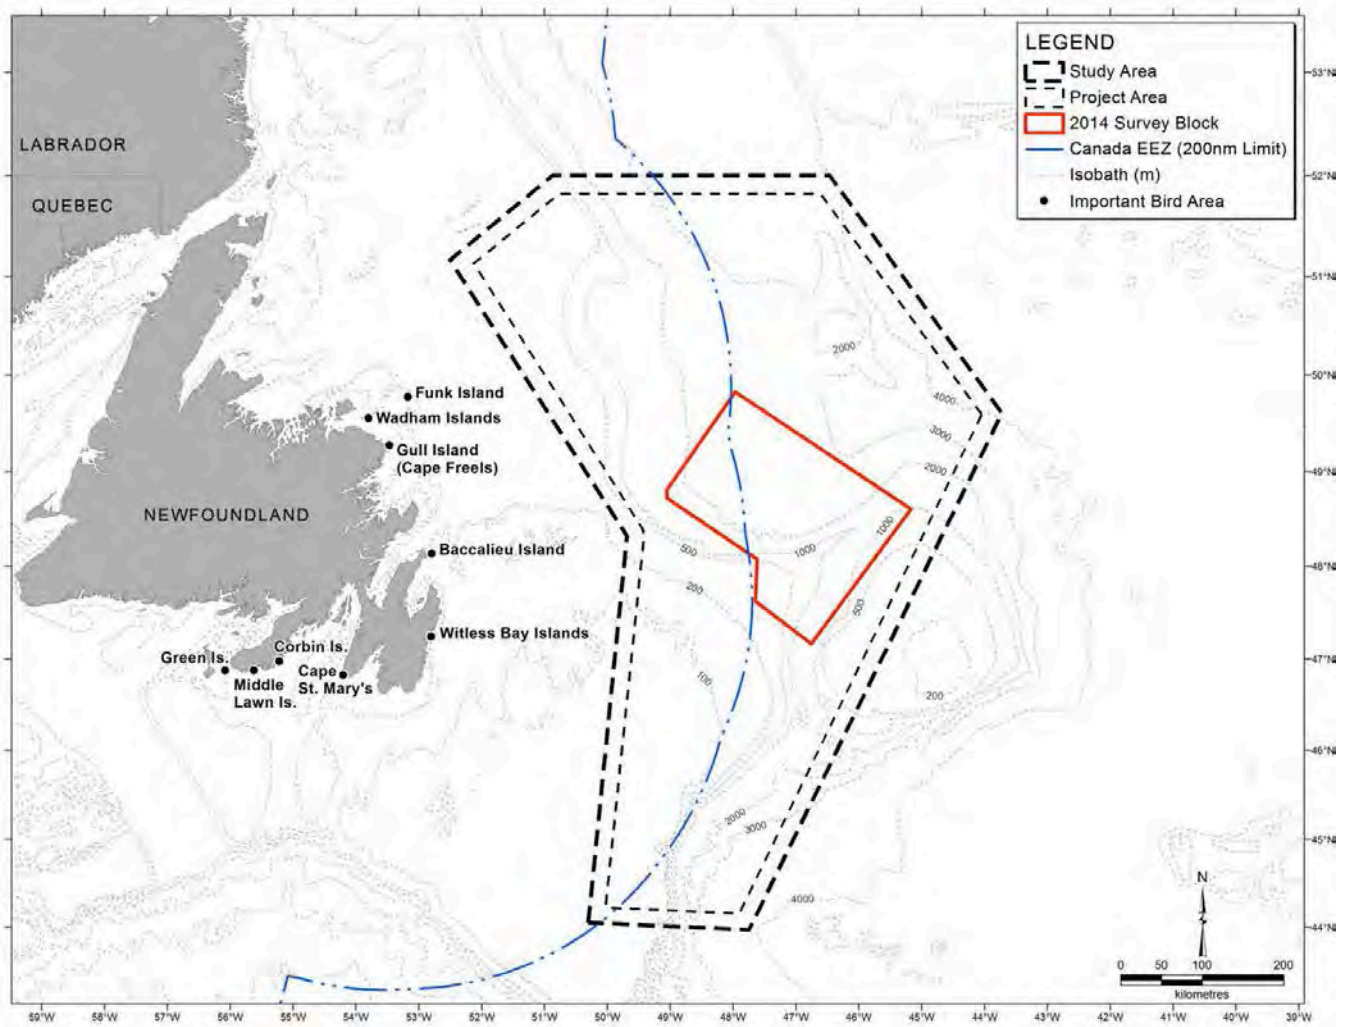 LEGEND
Study Area
Project Area
2014 Survey Block
Canada EEZ (200nm Limit)
Isobath (m)
Important Bird Area
LABRADOR
QUEBEC
NEWFOUNDLAND
Funk Island
Wadham Islands
Gull Island
(Cape Freels)
Baccalieu Island
Witless Bay Islands
Green Is.
Corbin Is.
Middle
Lawn Is.
Cape
St. Mary's
2000
4000
3000
2000
1000
500
1000
200
500
100
200
2000
3000
4000
53°N
52°N
51°N
50°N
49°N
48°N
47°N
46°N
45°N
44°N
N
0 50 100 200
kilometres
59°W 58°W 57°W 56°W 55°W 54°W 53°W 52°W 51°W 50°W 49°W 48°W 47°W 46°W 45°W 44°W 43°W 42°W 41°W 40°W 39°W